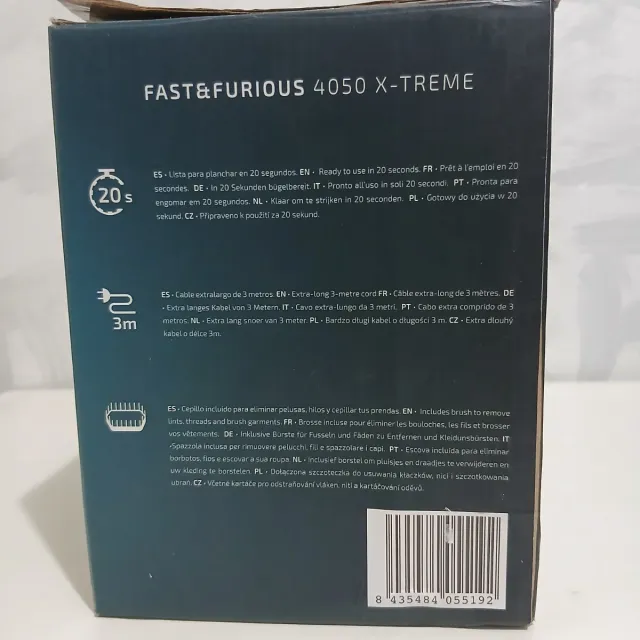 FAST&FURIOUS 4050 X-TREME
20 s
ES • Lista para planchar en 20 segundos. EN • Ready to use in 20 seconds. FR • Prêt à l'emploi en 20
secondes. DE • In 20 Sekunden bügelbereit. IT • Pronto all'uso in soli 20 secondi. PT • Pronta para
engomar em 20 segundos. NL • Klaar om te strijken in 20 seconden. PL • Gotowy do użycia w 20
sekund. CZ • Připraveno k použití za 20 sekund.
3m
ES • Cable extralargo de 3 metros. EN • Extra-long 3-metre cord FR • Câble extra-long de 3 mètres. DE
• Extra langes Kabel von 3 Metern. IT • Cavo extra-lungo da 3 metri. PT • Cabo extra comprido de 3
metros. NL • Extra lang snoer van 3 meter. PL • Bardzo długi kabel o długości 3 m. CZ • Extra dlouhý
kabel o délce 3m.
ES • Cepillo incluido para eliminar pelusas, hilos y cepillar tus prendas. EN • Includes brush to remove
lints, threads and brush garments. FR • Brosse incluse pour éliminer les bouloches, les fils et brosser
vos vêtements. DE • Inklusive Bürste für Fusseln und Fäden zu Entfernen und Kleidunsbürsten. IT
•Spazzola inclusa per rimuovere pelucchi, fili e spazzolare i capi. PT • Escova incluída para eliminar
borbotos, fios e escovar a sua roupa. NL • Inclusief borstel om pluisjes en draadjes te verwijderen en
uw kleding te borstelen. PL • Dołączona szczoteczka do usuwania kłaczków, nici i szczotkowania
ubrań. CZ • Včetně kartáče pro odstraňování vláken, nití a kartáčování oděvů.
8 435484 055192